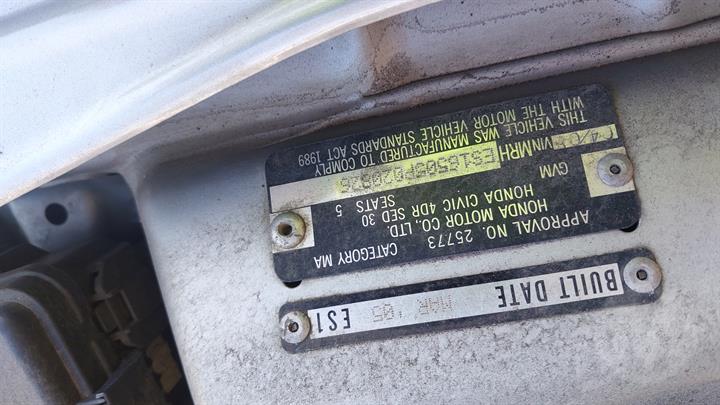 APPROVAL NO. 25773 CATEGORY MA
HONDA MOTOR CO., LTD.
HONDA CIVIC 4DR SED 30
GVM SEATS 5
VIN MRHES16505P020836
THIS VEHICLE WAS MANUFACTURED TO COMPLY
WITH THE MOTOR VEHICLE STANDARDS ACT 1989
BUILT DATE MAR '05 ES1